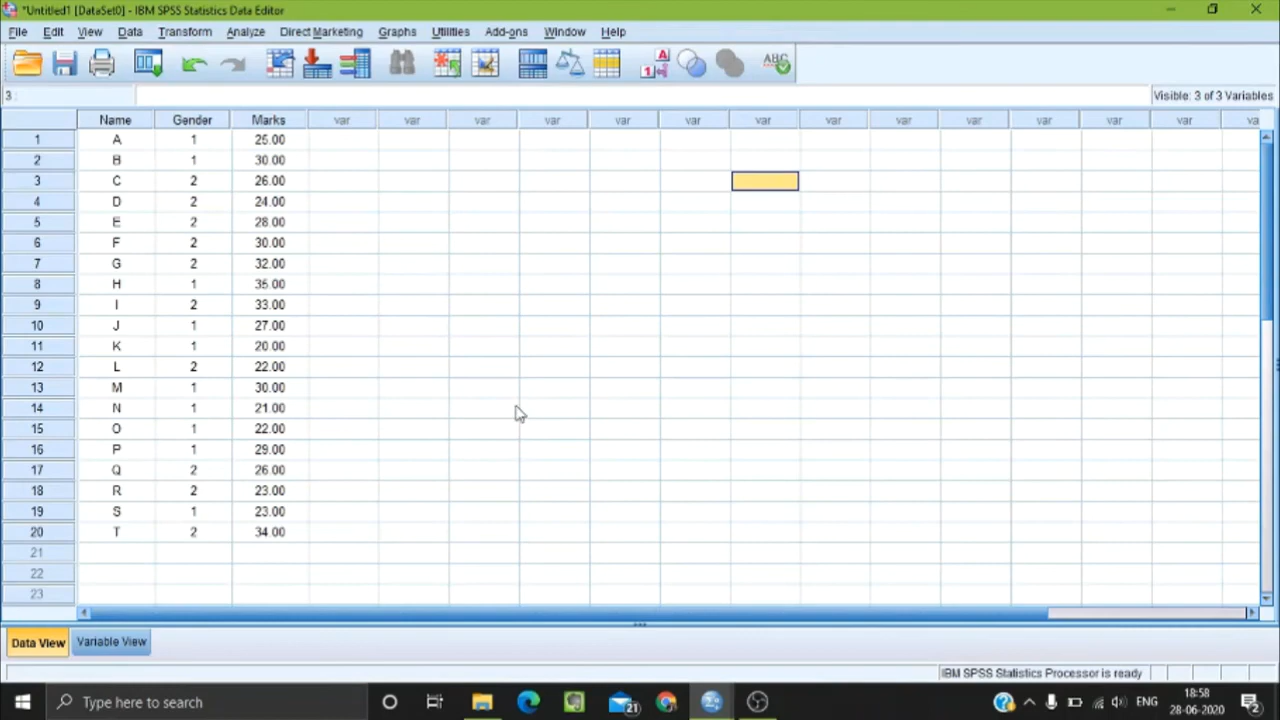 *Untitled1 [DataSet0] - IBM SPSS Statistics Data Editor
File Edit View Data Transform Analyze Direct Marketing Graphs Utilities Add-ons Window Help
3 : Visible: 3 of 3 Variables
Name Gender Marks var var var var var var var var var var var var var va
1 A 1 25.00
2 B 1 30.00
3 C 2 26.00
4 D 2 24.00
5 E 2 28.00
6 F 2 30.00
7 G 2 32.00
8 H 1 35.00
9 I 2 33.00
10 J 1 27.00
11 K 1 20.00
12 L 2 22.00
13 M 1 30.00
14 N 1 21.00
15 O 1 22.00
16 P 1 29.00
17 Q 2 26.00
18 R 2 23.00
19 S 1 23.00
20 T 2 34.00
21
22
23
Data View Variable View
IBM SPSS Statistics Processor is ready
Type here to search 21 ENG 18:58
28-06-2020 2